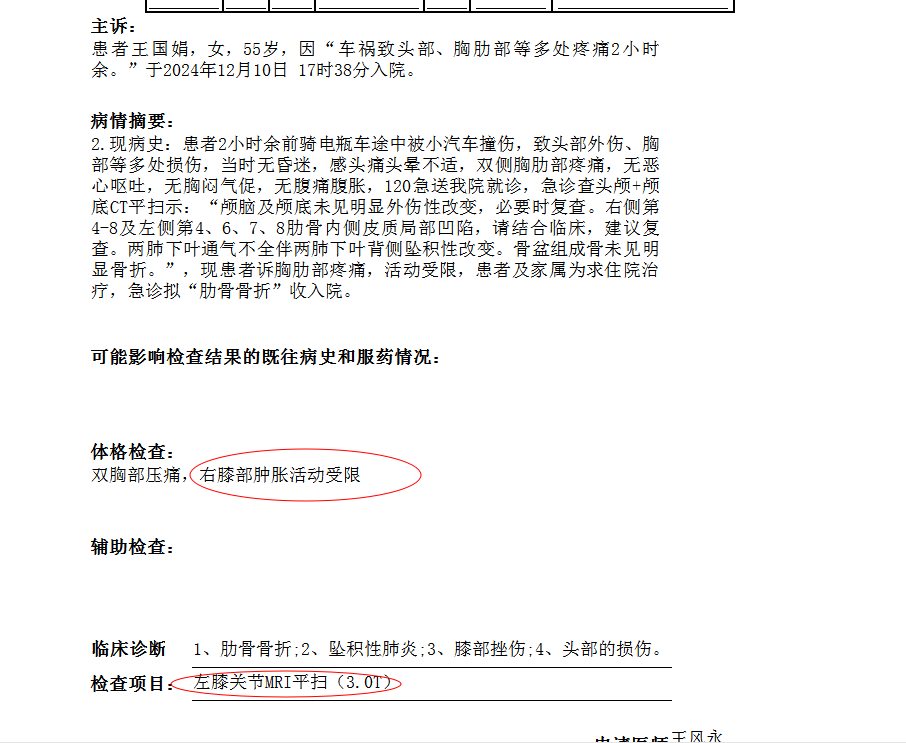 主诉：
患者王国娟，女，55岁，因“车祸致头部、胸肋部等多处疼痛2小时
余。”于2024年12月10日 17时38分入院。
病情摘要：
2.现病史：患者2小时余前骑电瓶车途中被小汽车撞伤，致头部外伤、胸
部等多处损伤，当时无昏迷，感头痛头晕不适，双侧胸肋部疼痛，无恶
心呕吐，无胸闷气促，无腹痛腹胀，120急送我院就诊，急诊查头颅+颅
底CT平扫示：“颅脑及颅底未见明显外伤性改变，必要时复查。右侧第
4-8及左侧第4、6、7、8肋骨内侧皮质局部凹陷，请结合临床，建议复
查。两肺下叶通气不全伴两肺下叶背侧坠积性改变。骨盆组成骨未见明
显骨折。”，现患者诉胸肋部疼痛，活动受限，患者及家属为求住院治
疗，急诊拟“肋骨骨折”收入院。
可能影响检查结果的既往病史和服药情况：
体格检查：
双胸部压痛，右膝部肿胀活动受限
辅助检查：
临床诊断 1、肋骨骨折;2、坠积性肺炎;3、膝部挫伤;4、头部的损伤。
检查项目：左膝关节MRI平扫（3.0T）
申请医师王风永